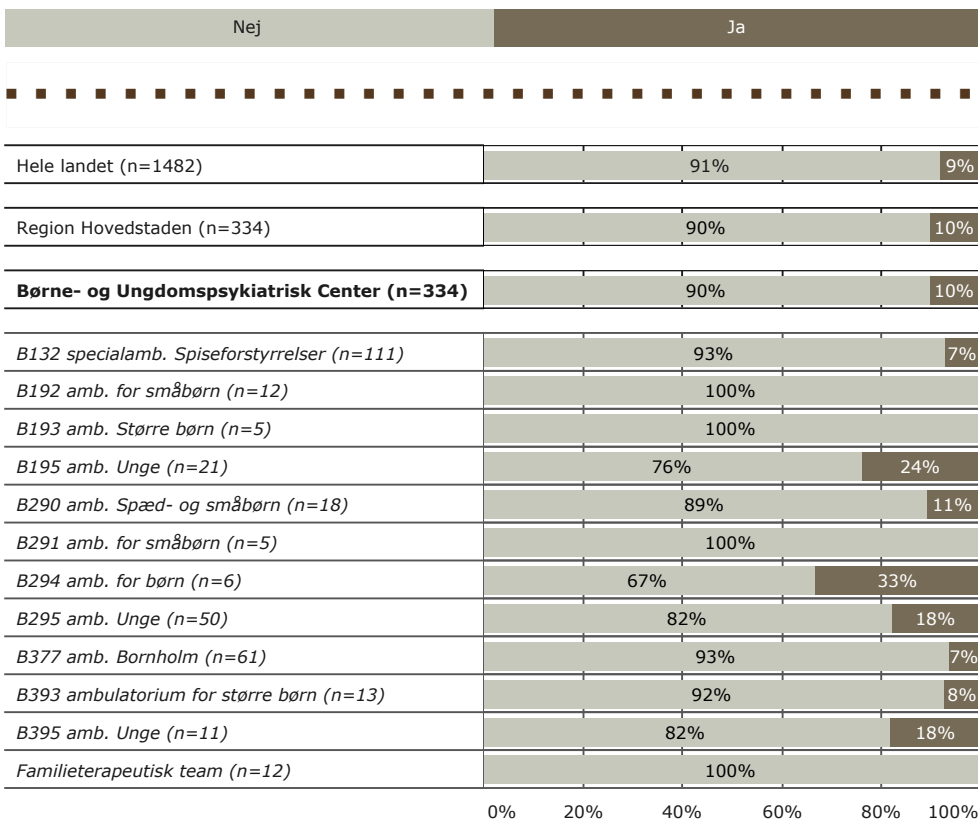 Nej Ja
Hele landet (n=1482) 91% 9%
Region Hovedstaden (n=334) 90% 10%
Børne- og Ungdomspsykiatrisk Center (n=334) 90% 10%
B132 specialamb. Spiseforstyrrelser (n=111) 93% 7%
B192 amb. for småbørn (n=12) 100%
B193 amb. Større børn (n=5) 100%
B195 amb. Unge (n=21) 76% 24%
B290 amb. Spæd- og småbørn (n=18) 89% 11%
B291 amb. for småbørn (n=5) 100%
B294 amb. for børn (n=6) 67% 33%
B295 amb. Unge (n=50) 82% 18%
B377 amb. Bornholm (n=61) 93% 7%
B393 ambulatorium for større børn (n=13) 92% 8%
B395 amb. Unge (n=11) 82% 18%
Familieterapeutisk team (n=12) 100%
0% 20% 40% 60% 80% 100%